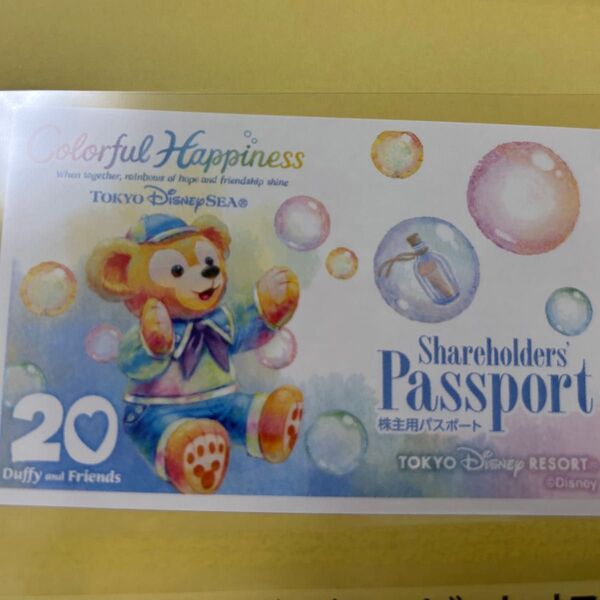 Colorful Happiness
When together, rainbows of hope and friendship shine
TOKYO DisneySEA®
20
Duffy and Friends
Shareholders'
Passport
株主用パスポート
TOKYO Disney RESORT
©Disney